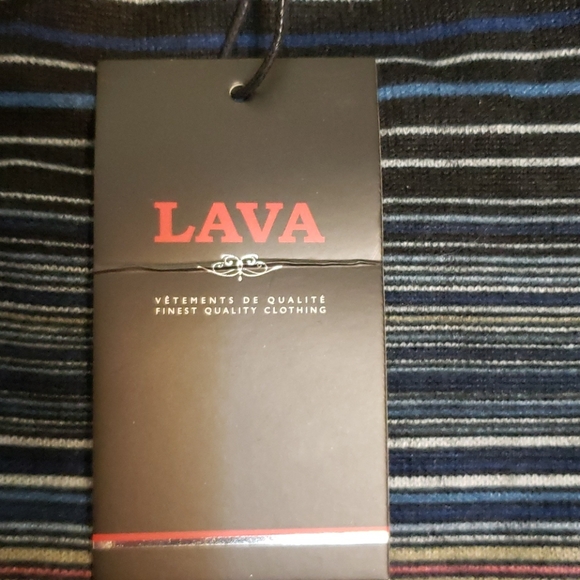 LAVA
VÊTEMENTS DE QUALITÉ
FINEST QUALITY CLOTHING